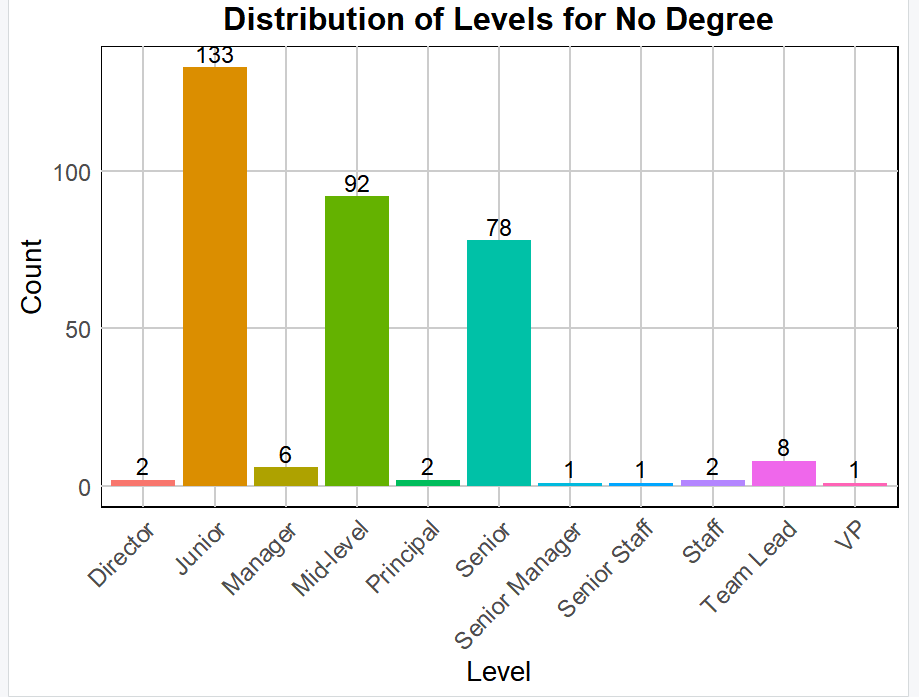 Distribution of Levels for No Degree
133
92
78
2
6
2
1
1
2
8
1
100
50
0
Count
Director
Junior
Manager
Mid-level
Principal
Senior
Senior Manager
Senior Staff
Staff
Team Lead
VP
Level